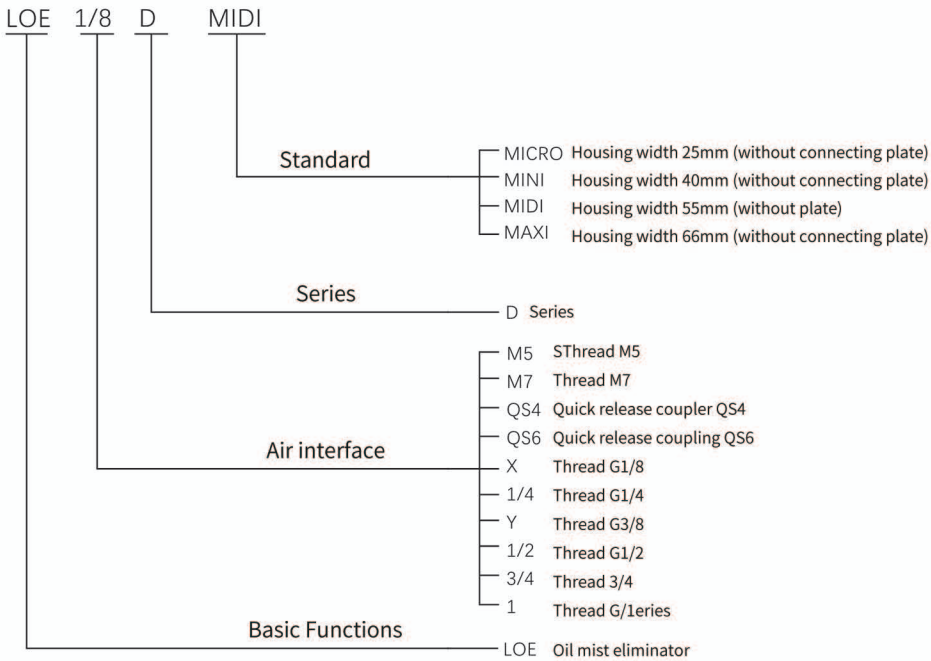 LOE 1/8 D MIDI
Standard
MICRO Housing width 25mm (without connecting plate)
MINI Housing width 40mm (without connecting plate)
MIDI Housing width 55mm (without plate)
MAXI Housing width 66mm (without connecting plate)
Series
D Series
Air interface
M5 SThread M5
M7 Thread M7
QS4 Quick release coupler QS4
QS6 Quick release coupling QS6
X Thread G1/8
1/4 Thread G1/4
Y Thread G3/8
1/2 Thread G1/2
3/4 Thread 3/4
1 Thread G/1eries
Basic Functions
LOE Oil mist eliminator